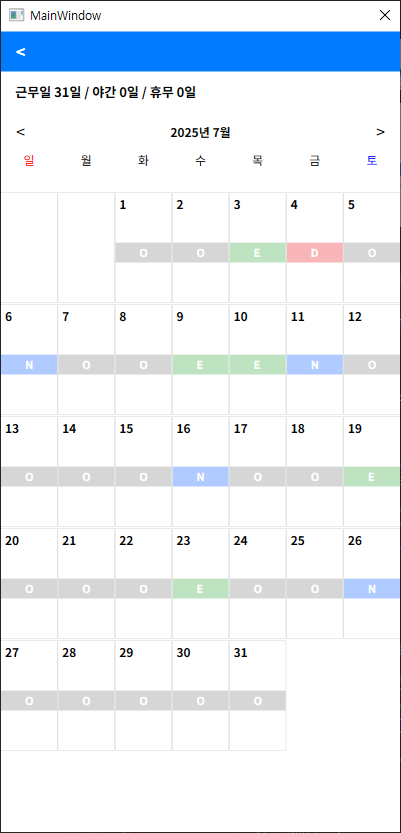 MainWindow
<
근무일 31일 / 야간 0일 / 휴무 0일
< 2025년 7월 >
일 월 화 수 목 금 토
1 2 3 4 5
O O E D O
6 7 8 9 10 11 12
N O O E E N O
13 14 15 16 17 18 19
O O O N O O E
20 21 22 23 24 25 26
O O O E O O N
27 28 29 30 31
O O O O O